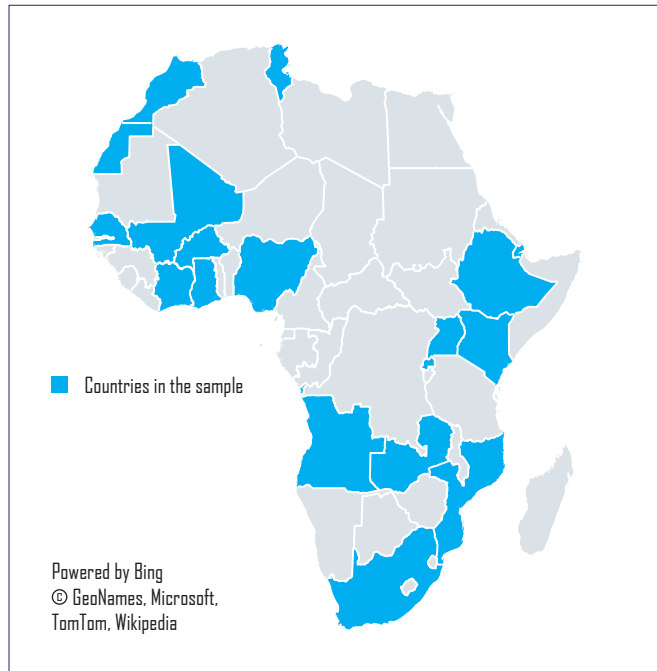 Countries in the sample
Powered by Bing
© GeoNames, Microsoft,
TomTom, Wikipedia